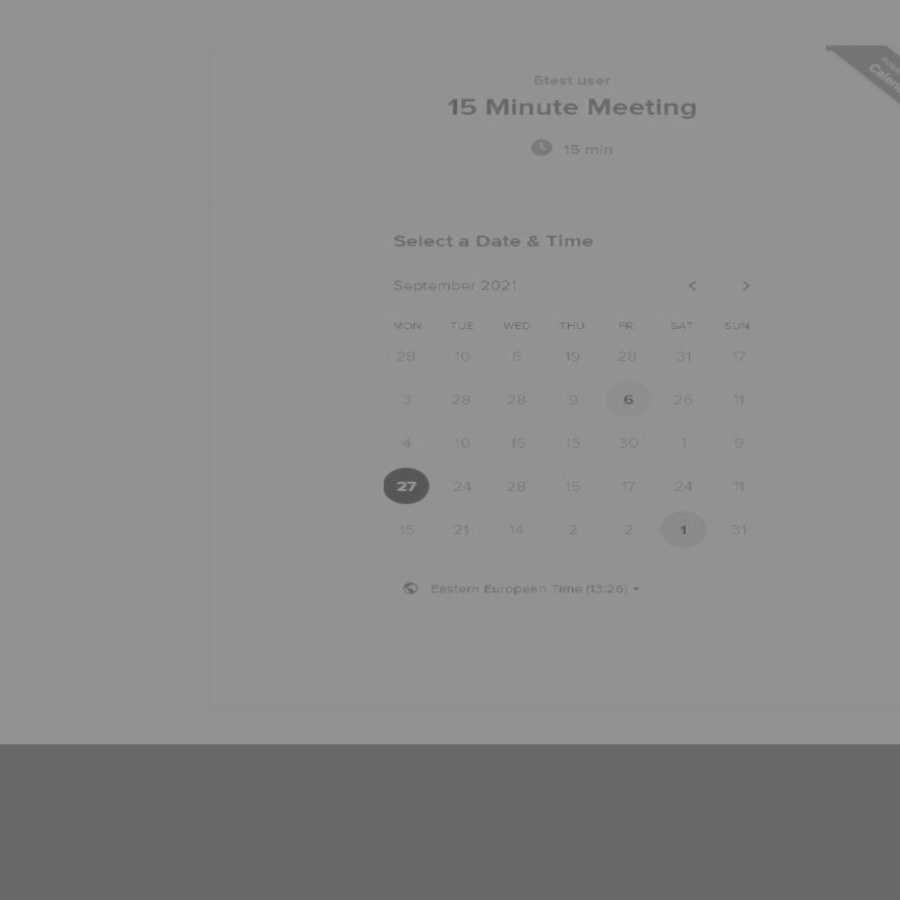 6test user
15 Minute Meeting
15 min
Select a Date & Time
September 2021 < >
MON TUE WED THU FRI SAT SUN
28 10 6 19 28 31 17
3 28 28 9 6 26 11
4 10 16 15 30 1 9
27 24 28 15 17 24 11
15 21 14 2 2 1 31
Eastern European Time (13:26)